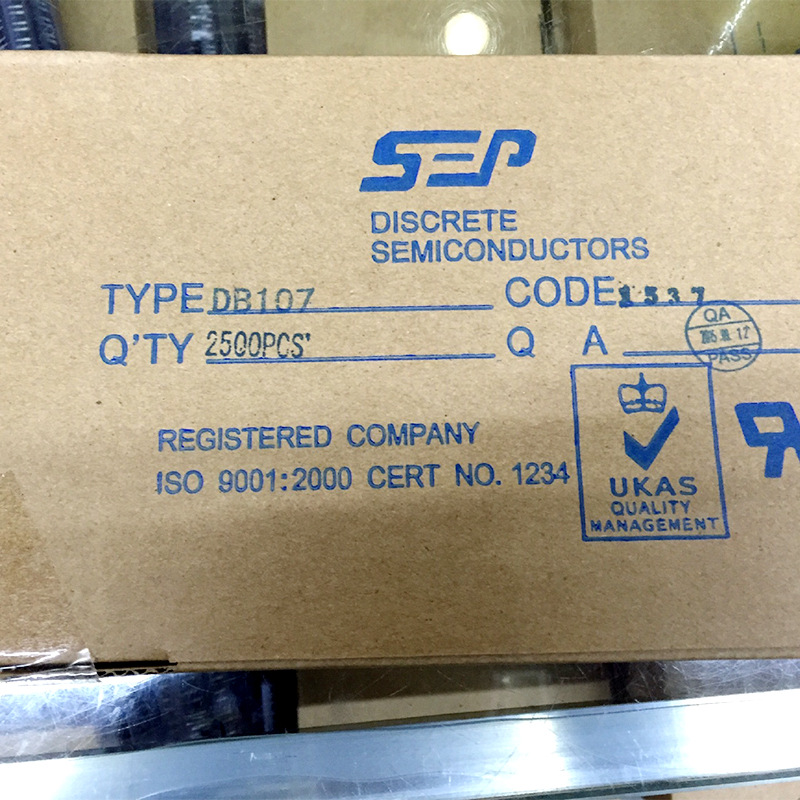 SEP
DISCRETE
SEMICONDUCTORS
TYPE DB107 CODE 1537
Q'TY 2500PCS' Q A
QA
PASS
REGISTERED COMPANY
ISO 9001:2000 CERT NO. 1234
UKAS
QUALITY
MANAGEMENT